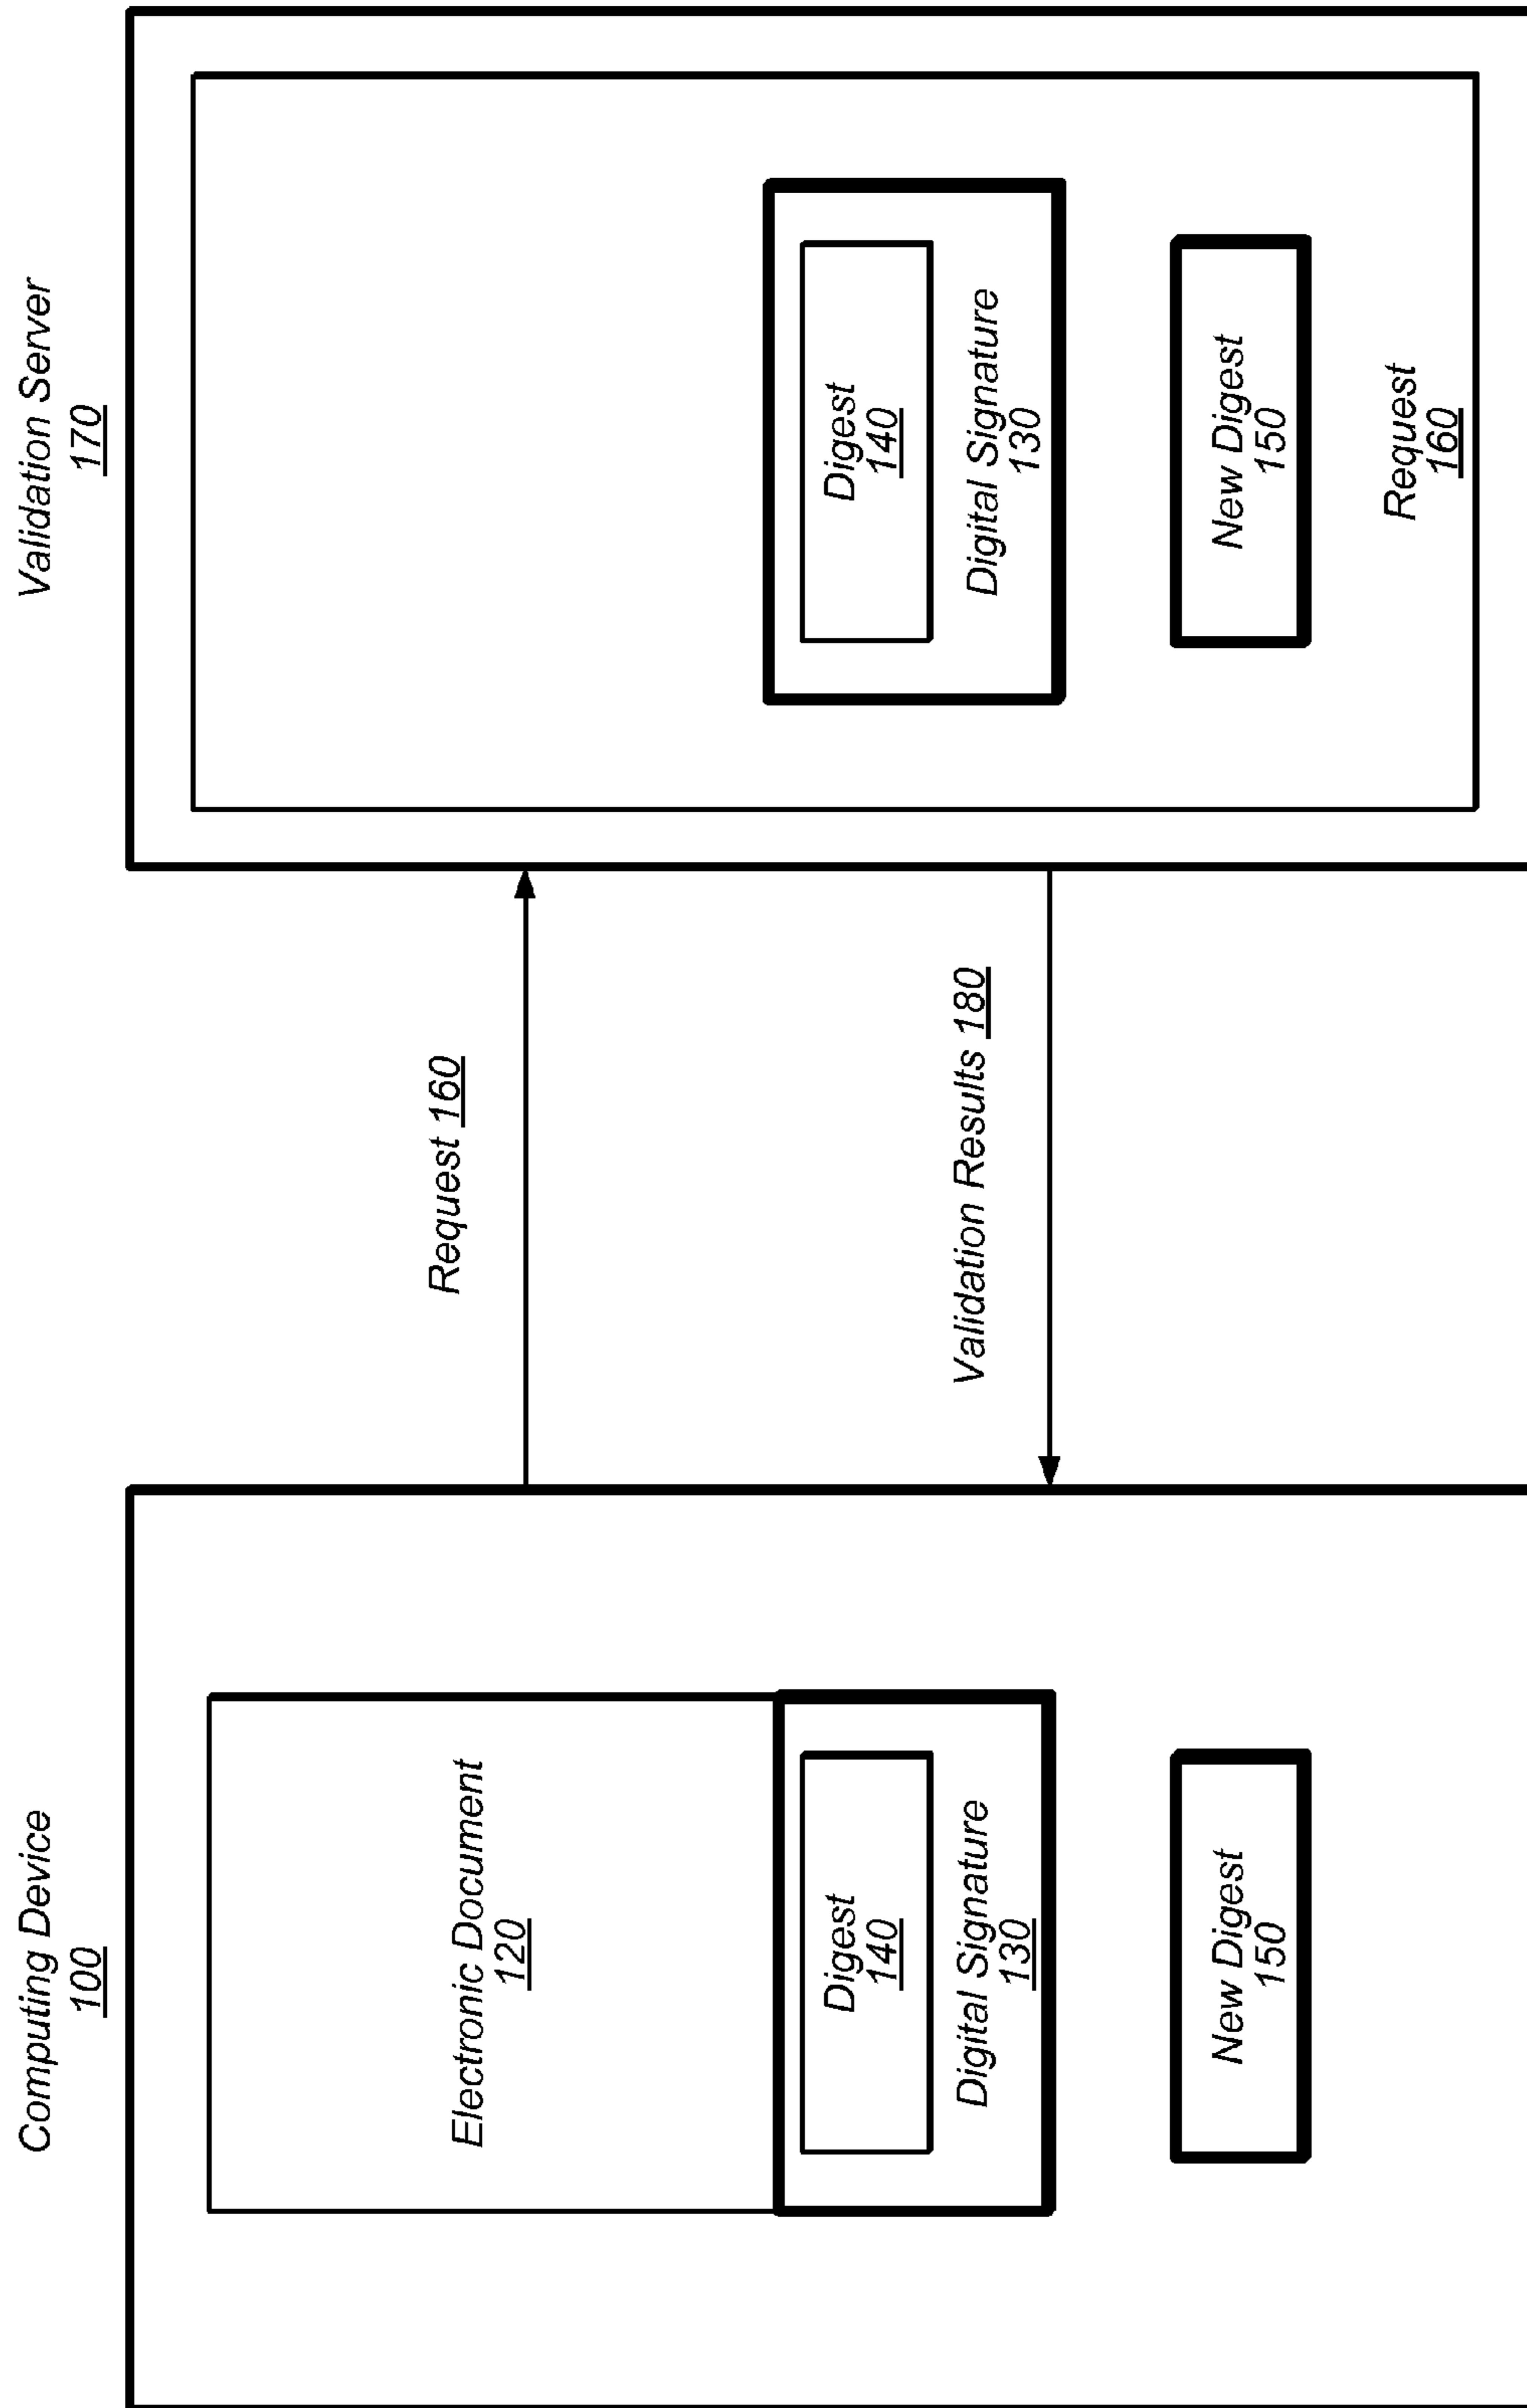 Computing Device
100
Electronic Document
120
Digest
140
Digital Signature
130
New Digest
150
Request 160
Validation Results 180
Validation Server
170
Digest
140
Digital Signature
130
New Digest
150
Request
160